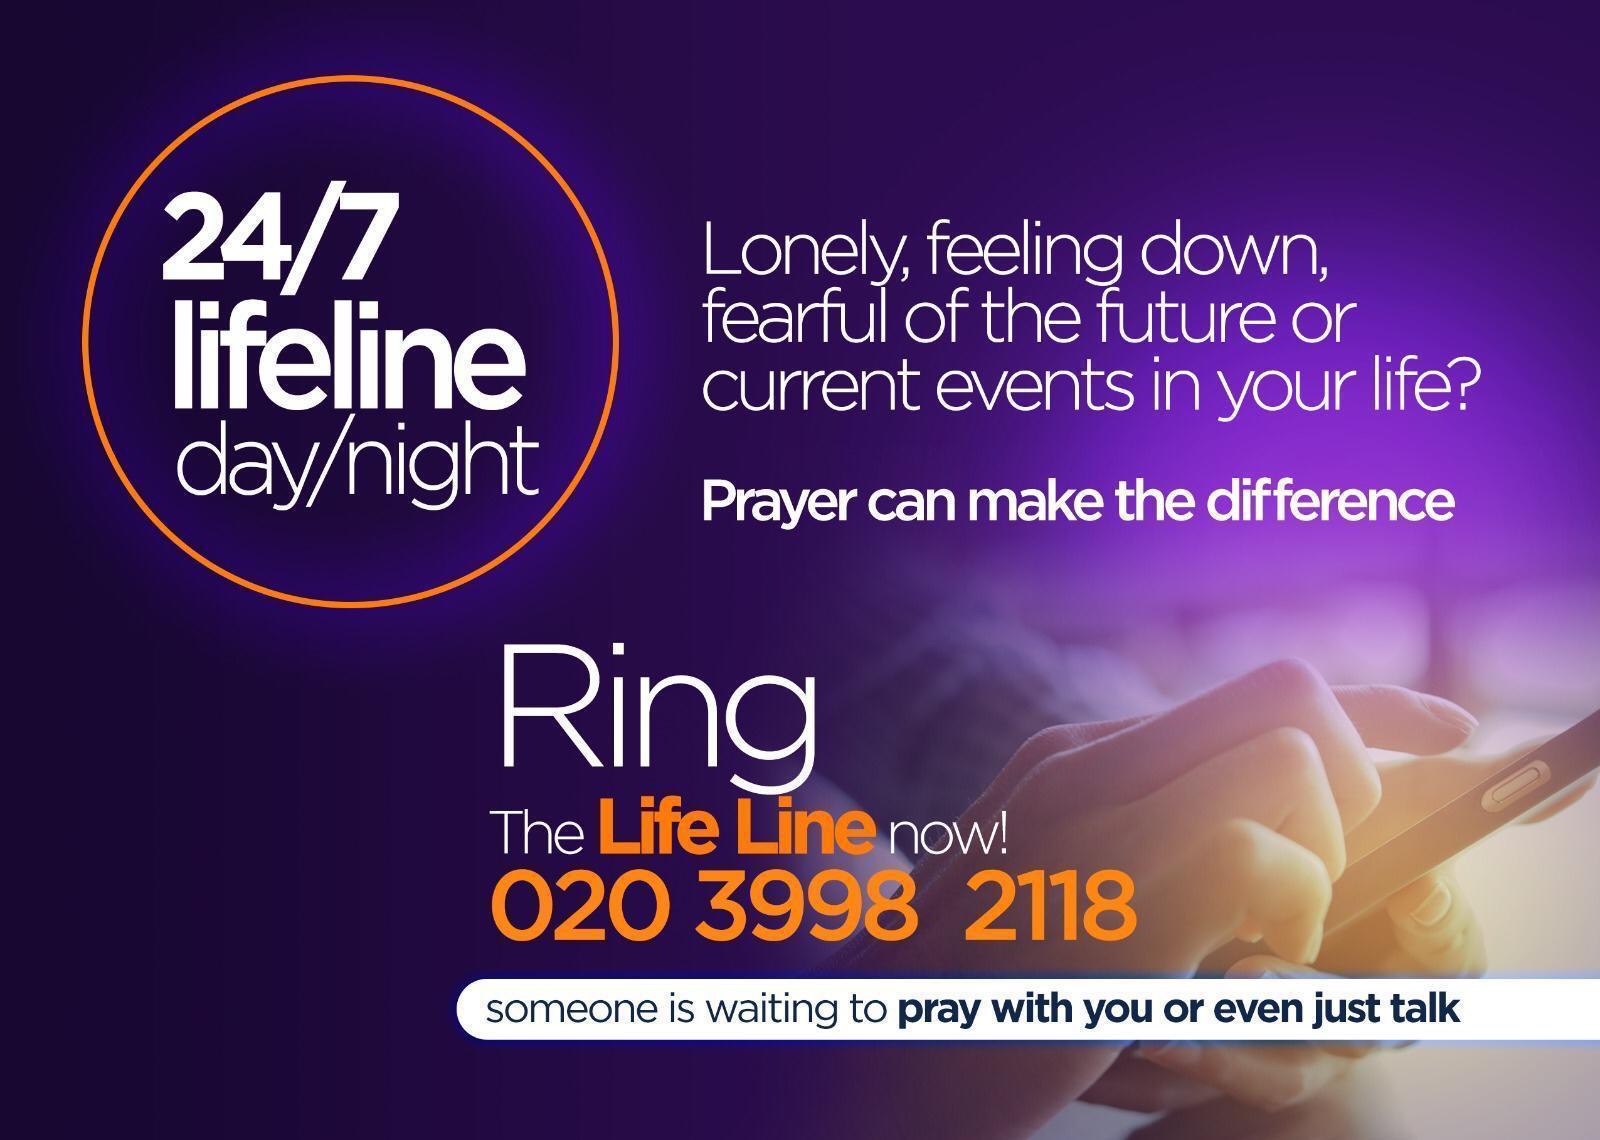 24/7
lifeline
day/night
Lonely, feeling down,
fearful of the future or
current events in your life?
Prayer can make the difference
Ring
The Life Line now!
020 3998 2118
someone is waiting to pray with you or even just talk